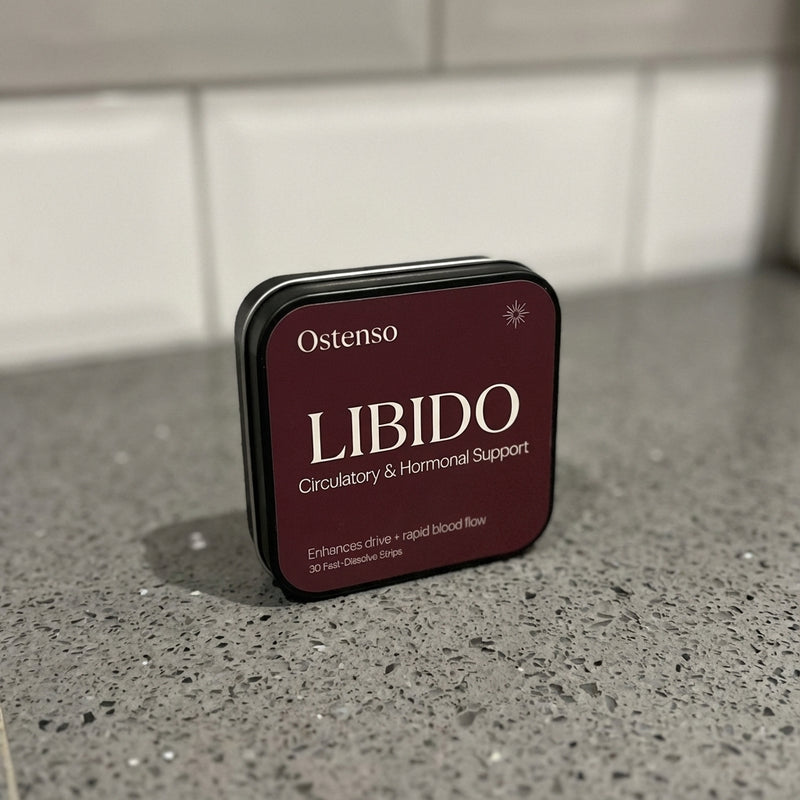 Ostenso
LIBIDO
Circulatory & Hormonal Support
Enhances drive + rapid blood flow
30 Fast-Dissolve Strips